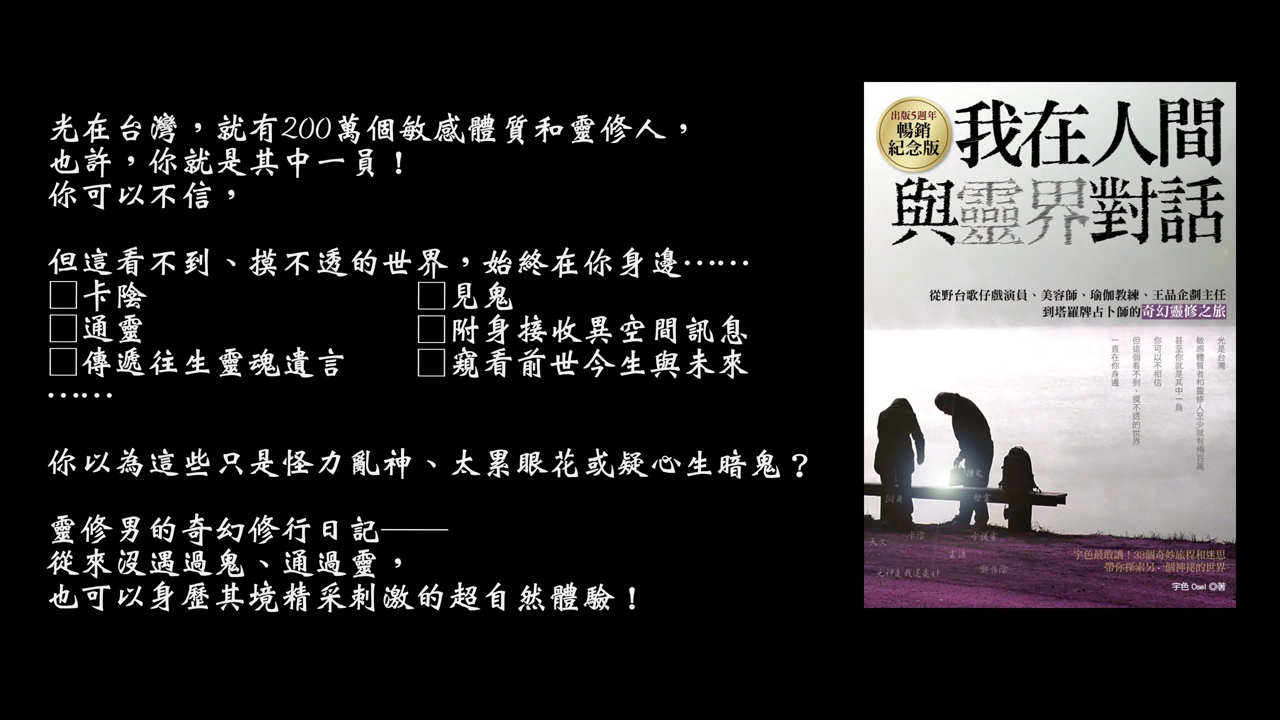 光在台灣，就有200萬個敏感體質和靈修人，
也許，你就是其中一員！
你可以不信，
但這看不到、摸不透的世界，始終在你身邊……
□卡陰 □見鬼
□通靈 □附身接收異空間訊息
□傳遞往生靈魂遺言 □窺看前世今生與未來
……
你以為這些只是怪力亂神、太累眼花或疑心生暗鬼？
靈修男的奇幻修行日記——
從來沒遇過鬼、通過靈，
也可以身歷其境精采刺激的超自然體驗！
出版5週年
暢銷
紀念版
我在人間
與靈界對話
從野台歌仔戲演員、美容師、瑜伽教練、王品企劃主任
到塔羅牌占卜師的奇幻靈修之旅
光是台灣
敏感體質者和靈修人至少就有兩百萬
甚至你就是其中一員
你可以不相信
但這個看不到、摸不透的世界
一直在你身邊
附身
卡陰
靈語
天文
宇色最敢講！33個奇妙旅程和迷思
帶你探索另一個神祕的世界
宇色 Osel ◎著